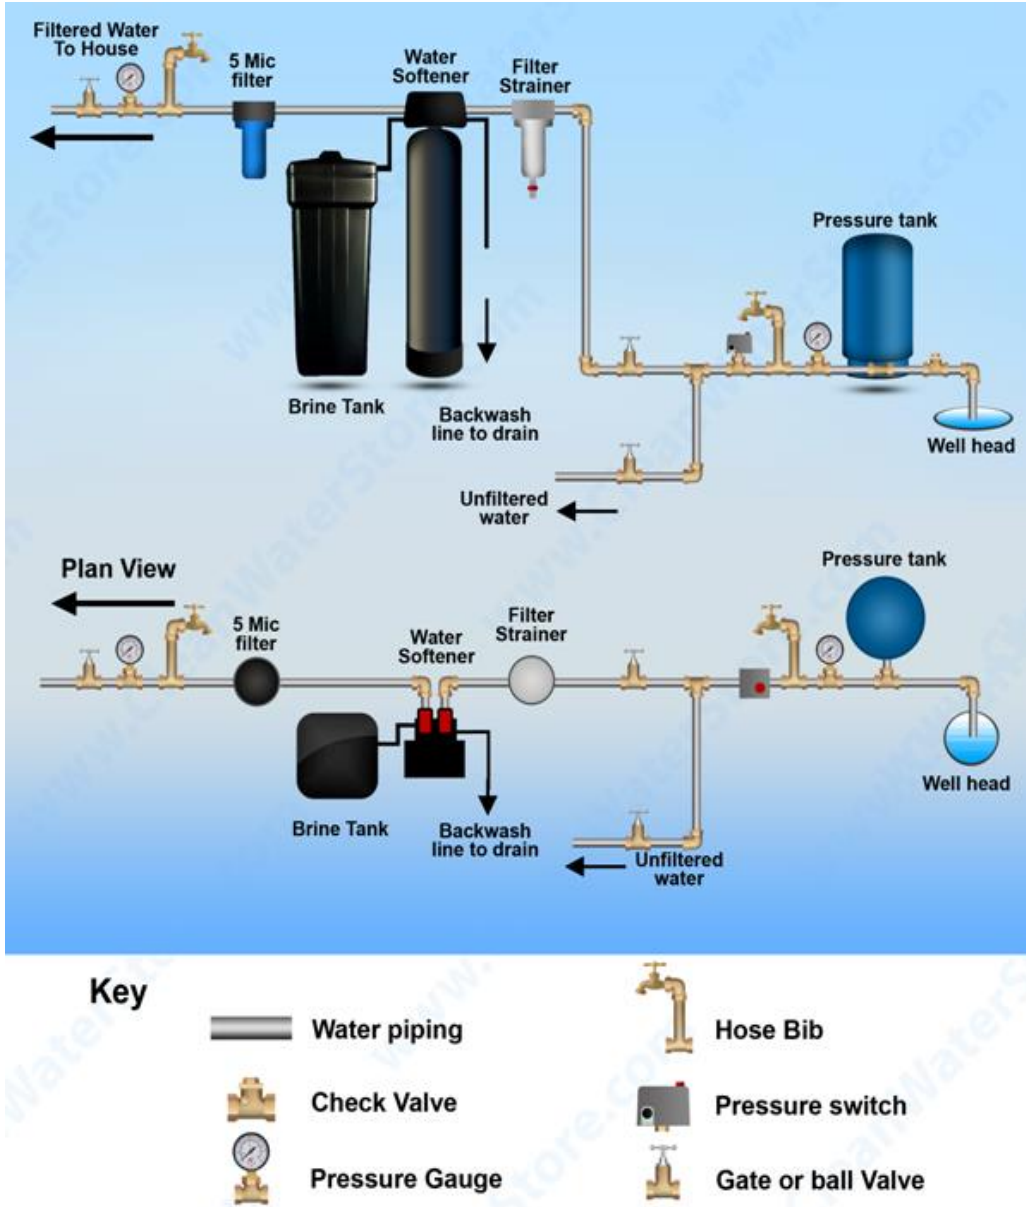 Filtered Water
To House
5 Mic
filter
Water
Softener
Filter
Strainer
Pressure tank
Brine Tank
Backwash
line to drain
Well head
Unfiltered
water
Plan View
Pressure tank
5 Mic
filter
Water
Softener
Filter
Strainer
Well head
Brine Tank
Backwash
line to drain
Unfiltered
water
Key
Water piping
Hose Bib
Check Valve
Pressure switch
Pressure Gauge
Gate or ball Valve